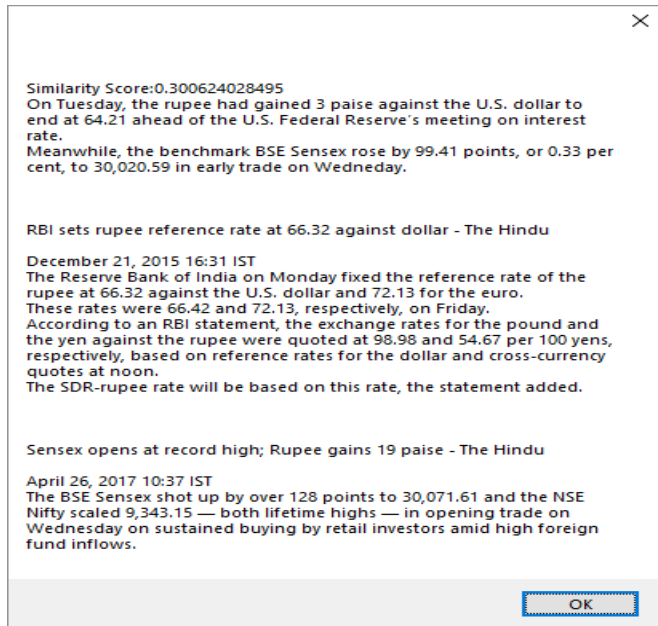 Similarity Score:0.300624028495
On Tuesday, the rupee had gained 3 paise against the U.S. dollar to
end at 64.21 ahead of the U.S. Federal Reserve's meeting on interest
rate.
Meanwhile, the benchmark BSE Sensex rose by 99.41 points, or 0.33 per
cent, to 30,020.59 in early trade on Wedneday.
RBI sets rupee reference rate at 66.32 against dollar - The Hindu
December 21, 2015 16:31 IST
The Reserve Bank of India on Monday fixed the reference rate of the
rupee at 66.32 against the U.S. dollar and 72.13 for the euro.
These rates were 66.42 and 72.13, respectively, on Friday.
According to an RBI statement, the exchange rates for the pound and
the yen against the rupee were quoted at 98.98 and 54.67 per 100 yens,
respectively, based on reference rates for the dollar and cross-currency
quotes at noon.
The SDR-rupee rate will be based on this rate, the statement added.
Sensex opens at record high; Rupee gains 19 paise - The Hindu
April 26, 2017 10:37 IST
The BSE Sensex shot up by over 128 points to 30,071.61 and the NSE
Nifty scaled 9,343.15 — both lifetime highs — in opening trade on
Wednesday on sustained buying by retail investors amid high foreign
fund inflows.
OK